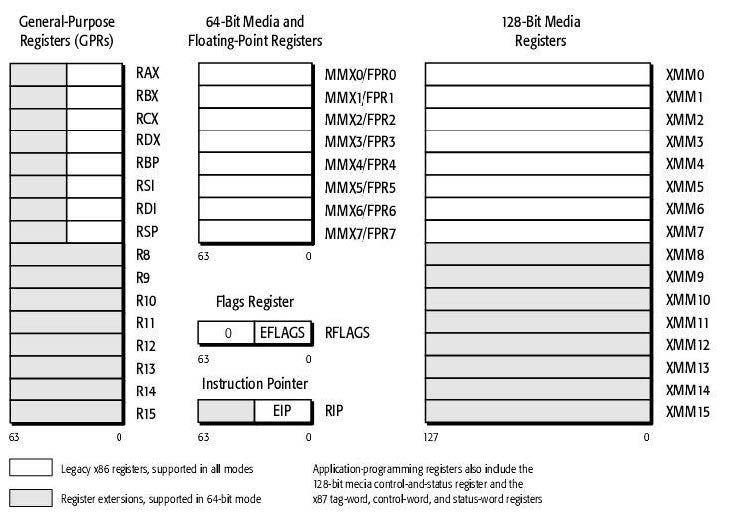 General-Purpose
Registers (GPRs)
64-Bit Media and
Floating-Point Registers
128-Bit Media
Registers
RAX
RBX
RCX
RDX
RBP
RSI
RDI
RSP
R8
R9
R10
R11
R12
R13
R14
R15
63
0
MMX0/FPR0
MMX1/FPR1
MMX2/FPR2
MMX3/FPR3
MMX4/FPR4
MMX5/FPR5
MMX6/FPR6
MMX7/FPR7
63
0
Flags Register
0
EFLAGS
RFLAGS
63
0
Instruction Pointer
EIP
RIP
63
0
XMM0
XMM1
XMM2
XMM3
XMM4
XMM5
XMM6
XMM7
XMM8
XMM9
XMM10
XMM11
XMM12
XMM13
XMM14
XMM15
127
0
Legacy x86 registers, supported in all modes
Register extensions, supported in 64-bit mode
Application-programming registers also include the
128-bit media control-and-status register and the
x87 tag-word, control-word, and status-word registers